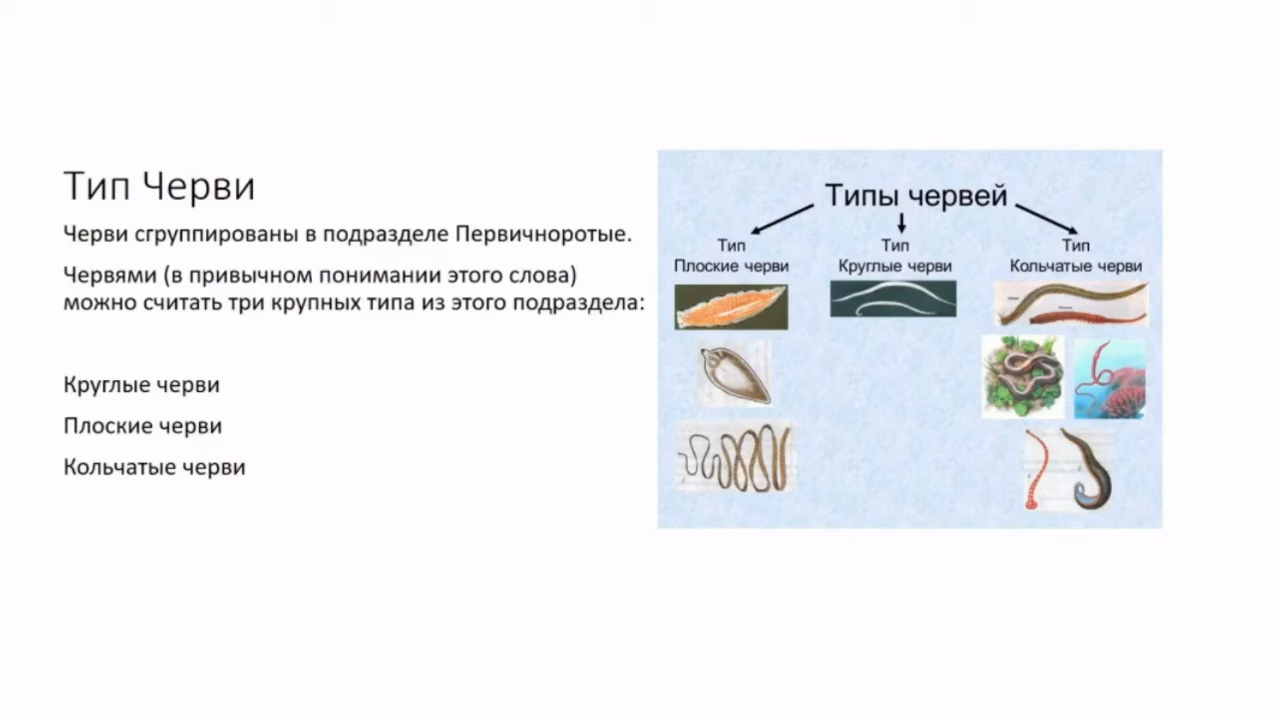 Тип Черви
Черви сгруппированы в подразделе Первичноротые.
Червями (в привычном понимании этого слова)
можно считать три крупных типа из этого подраздела:
Круглые черви
Плоские черви
Кольчатые черви
Типы червей
Тип
Плоские черви
Тип
Круглые черви
Тип
Кольчатые черви